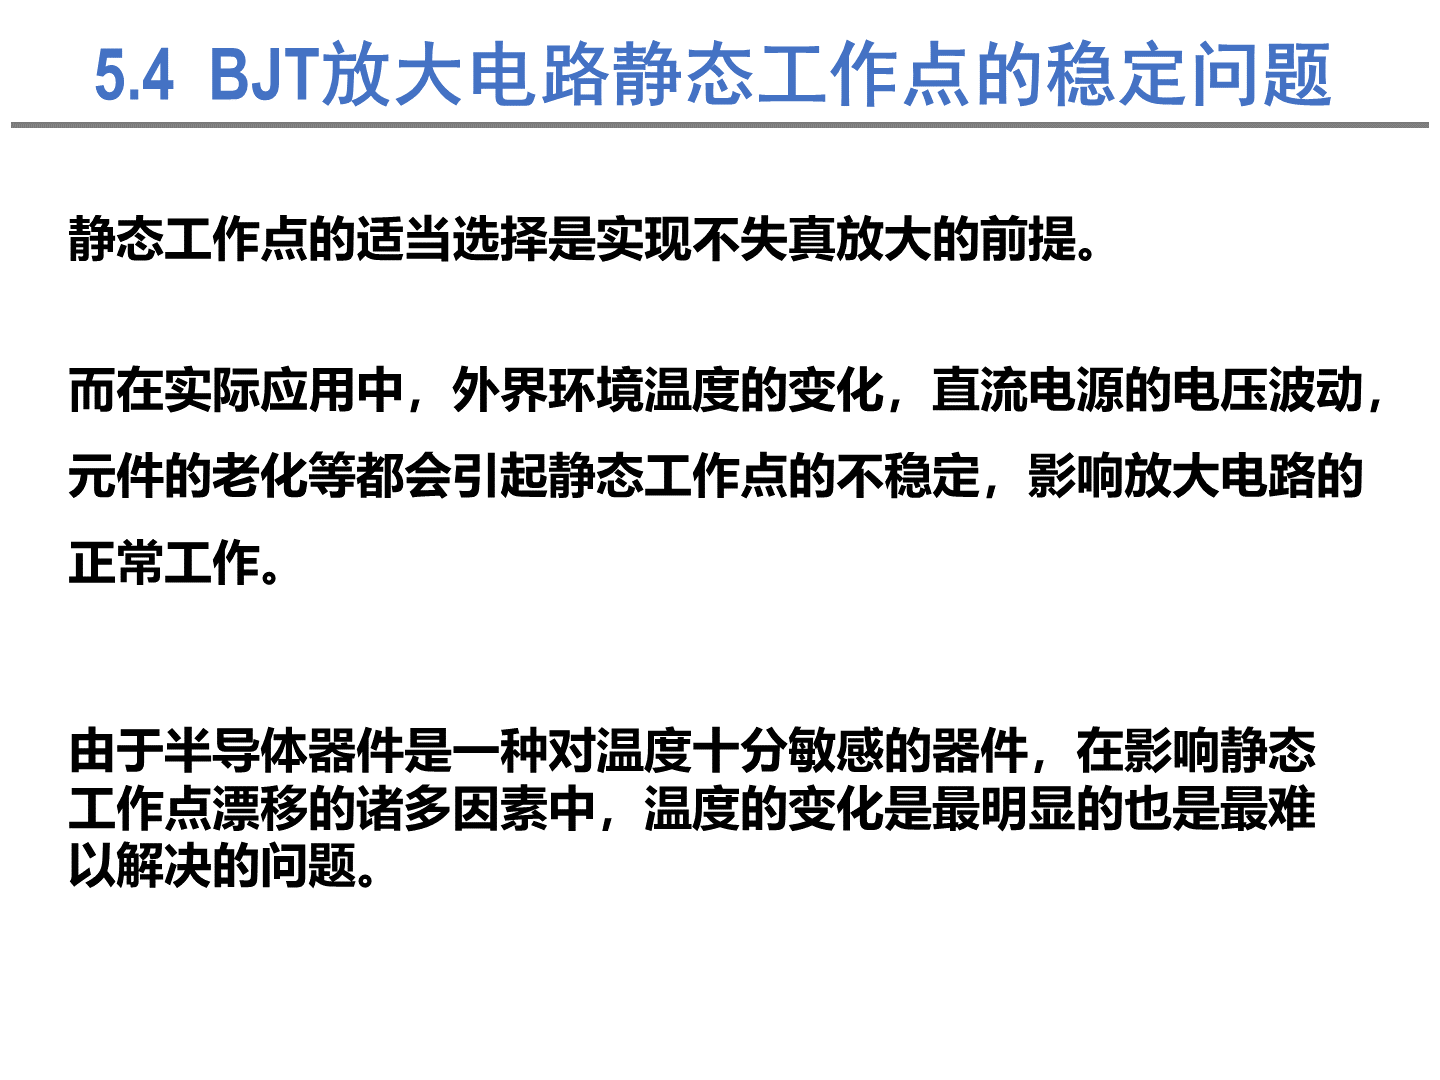 5.4 BJT放大电路静态工作点的稳定问题
静态工作点的适当选择是实现不失真放大的前提。
而在实际应用中，外界环境温度的变化，直流电源的电压波动，
元件的老化等都会引起静态工作点的不稳定，影响放大电路的
正常工作。
由于半导体器件是一种对温度十分敏感的器件，在影响静态
工作点漂移的诸多因素中，温度的变化是最明显的也是最难
以解决的问题。